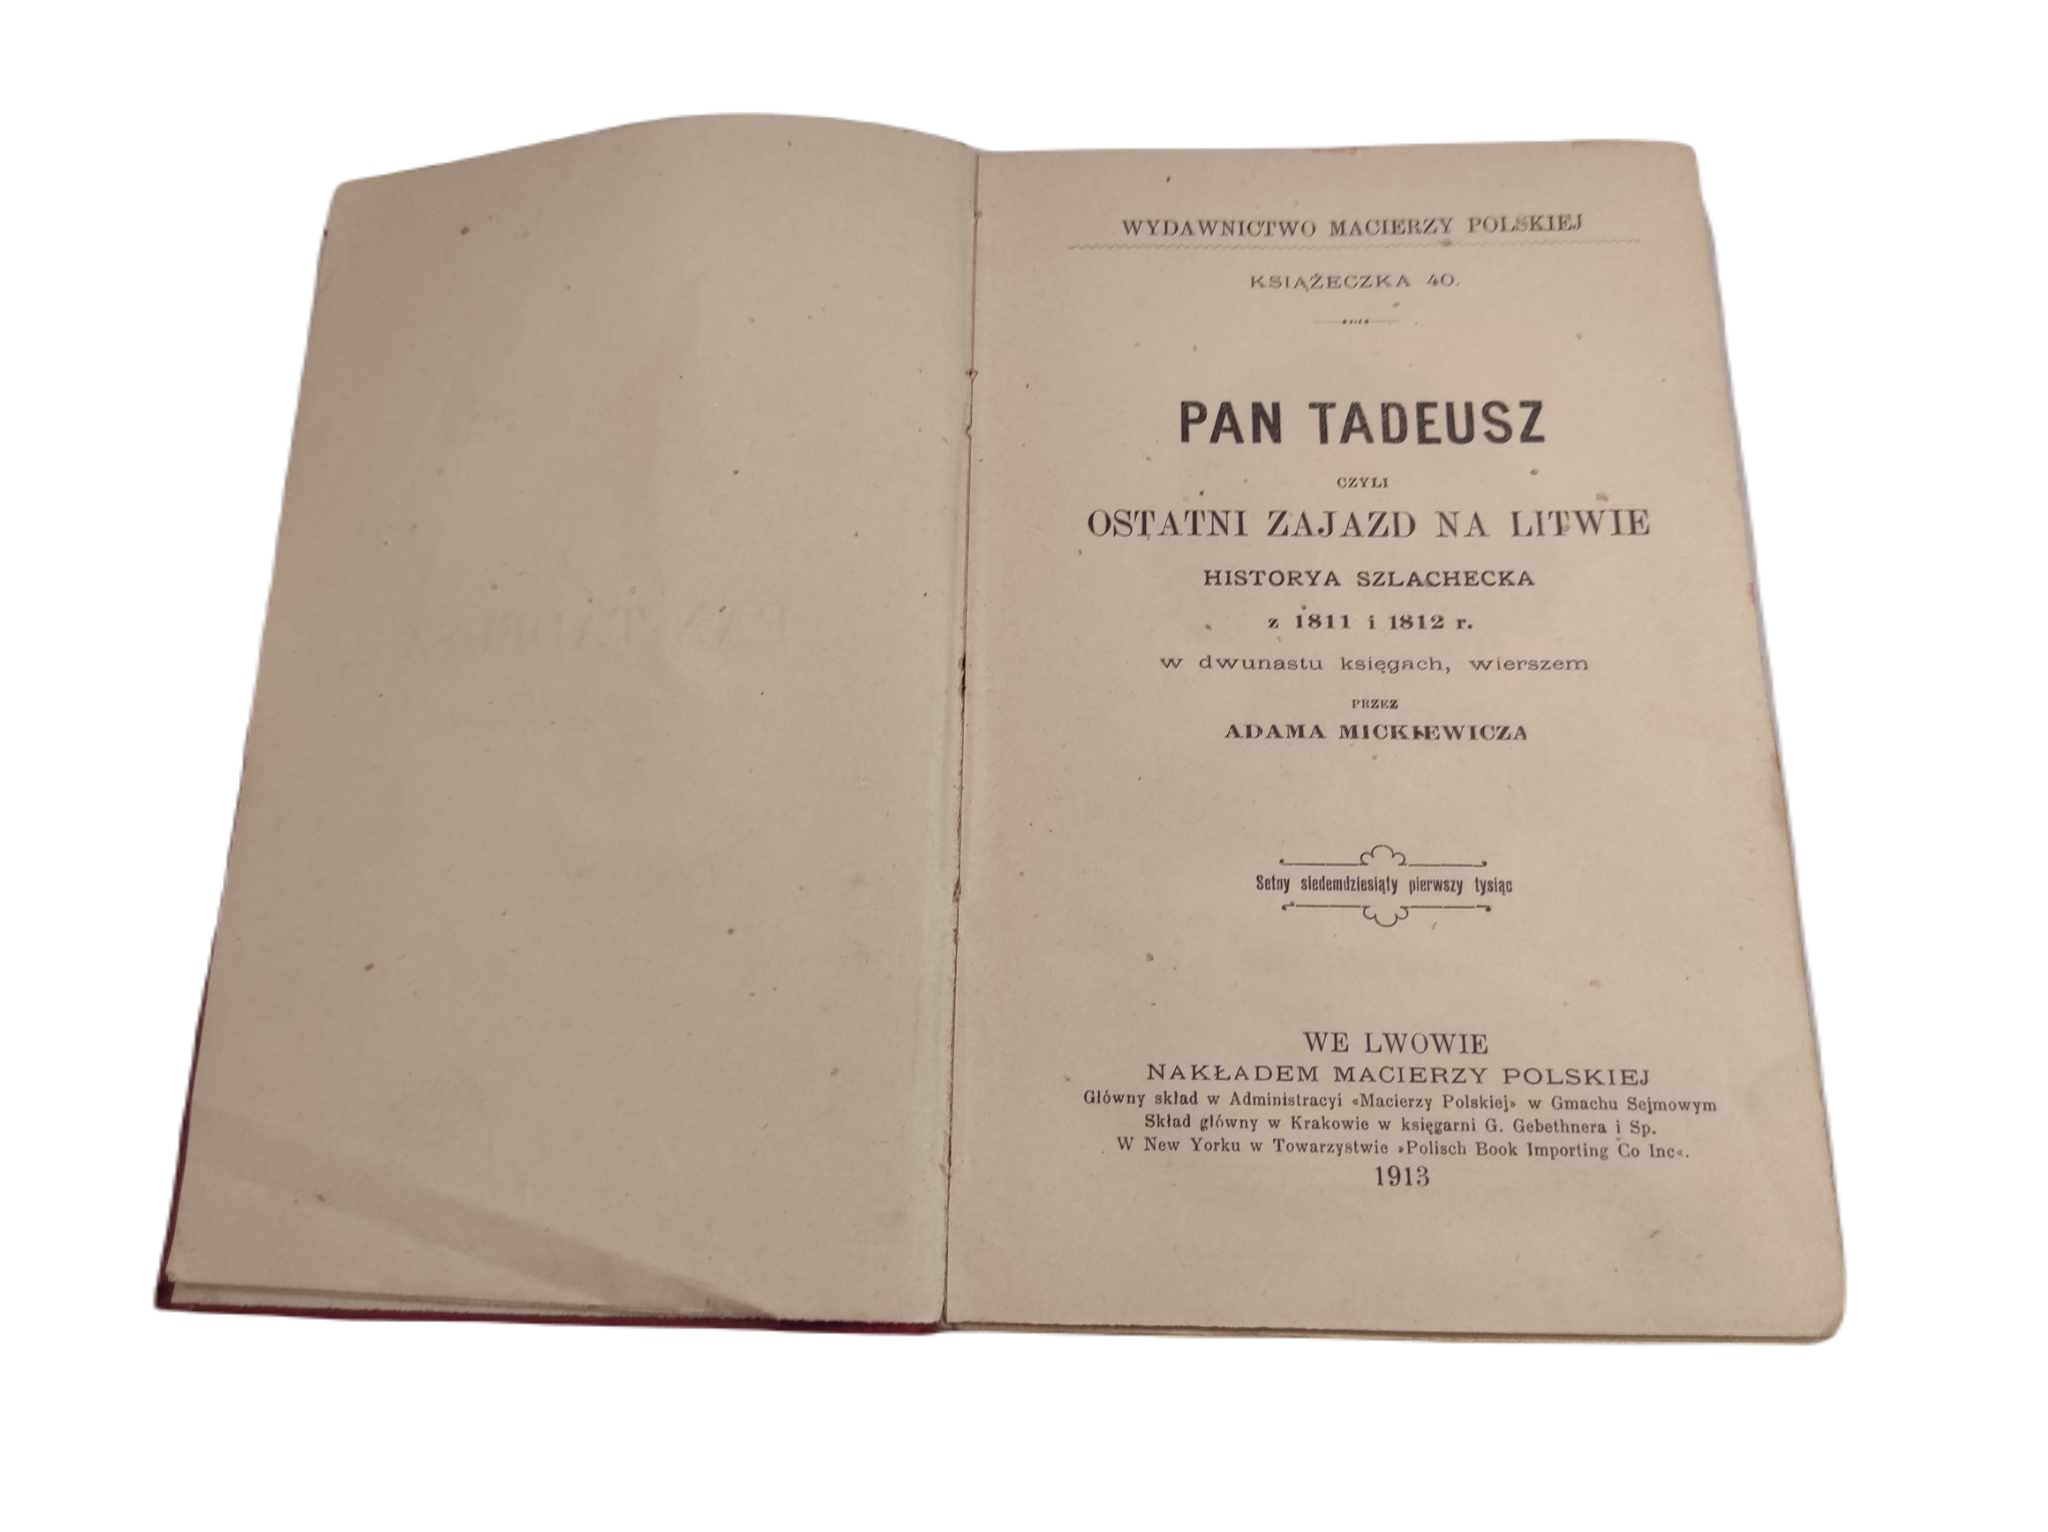 WYDAWNICTWO MACIERZY POLSKIEJ
KSIĄŻECZKA 40.
PAN TADEUSZ
CZYLI
OSTATNI ZAJAZD NA LITWIE
HISTORYA SZLACHECKA
z 1811 i 1812 r.
w dwunastu księgach, wierszem
PRZEZ
ADAMA MICKIEWICZA
Setny siedemdziesiąty pierwszy tysiąc
WE LWOWIE
NAKŁADEM MACIERZY POLSKIEJ
Główny skład w Administracyi «Macierzy Polskiej» w Gmachu Sejmowym
Skład główny w Krakowie w księgarni G. Gebethnera i Sp.
W New Yorku w Towarzystwie »Polisch Book Importing Co Inc«.
1913